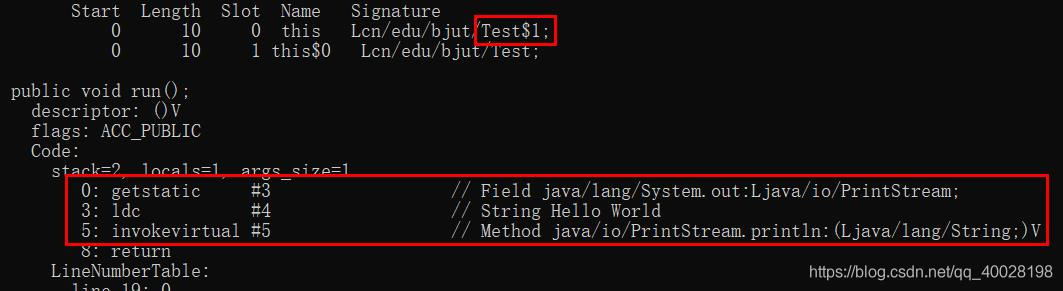 Start  Length  Slot  Name   Signature
0      10     0  this   Lcn/edu/bjut/Test$1;
0      10     1 this$0   Lcn/edu/bjut/Test;
public void run();
descriptor: ()V
flags: ACC_PUBLIC
Code:
stack=2, locals=1, args_size=1
0: getstatic     #3                  // Field java/lang/System.out:Ljava/io/PrintStream;
3: ldc           #4                  // String Hello World
5: invokevirtual #5                  // Method java/io/PrintStream.println:(Ljava/lang/String;)V
8: return
LineNumberTable:
line 19: 0
https://blog.csdn.net/qq_40028198